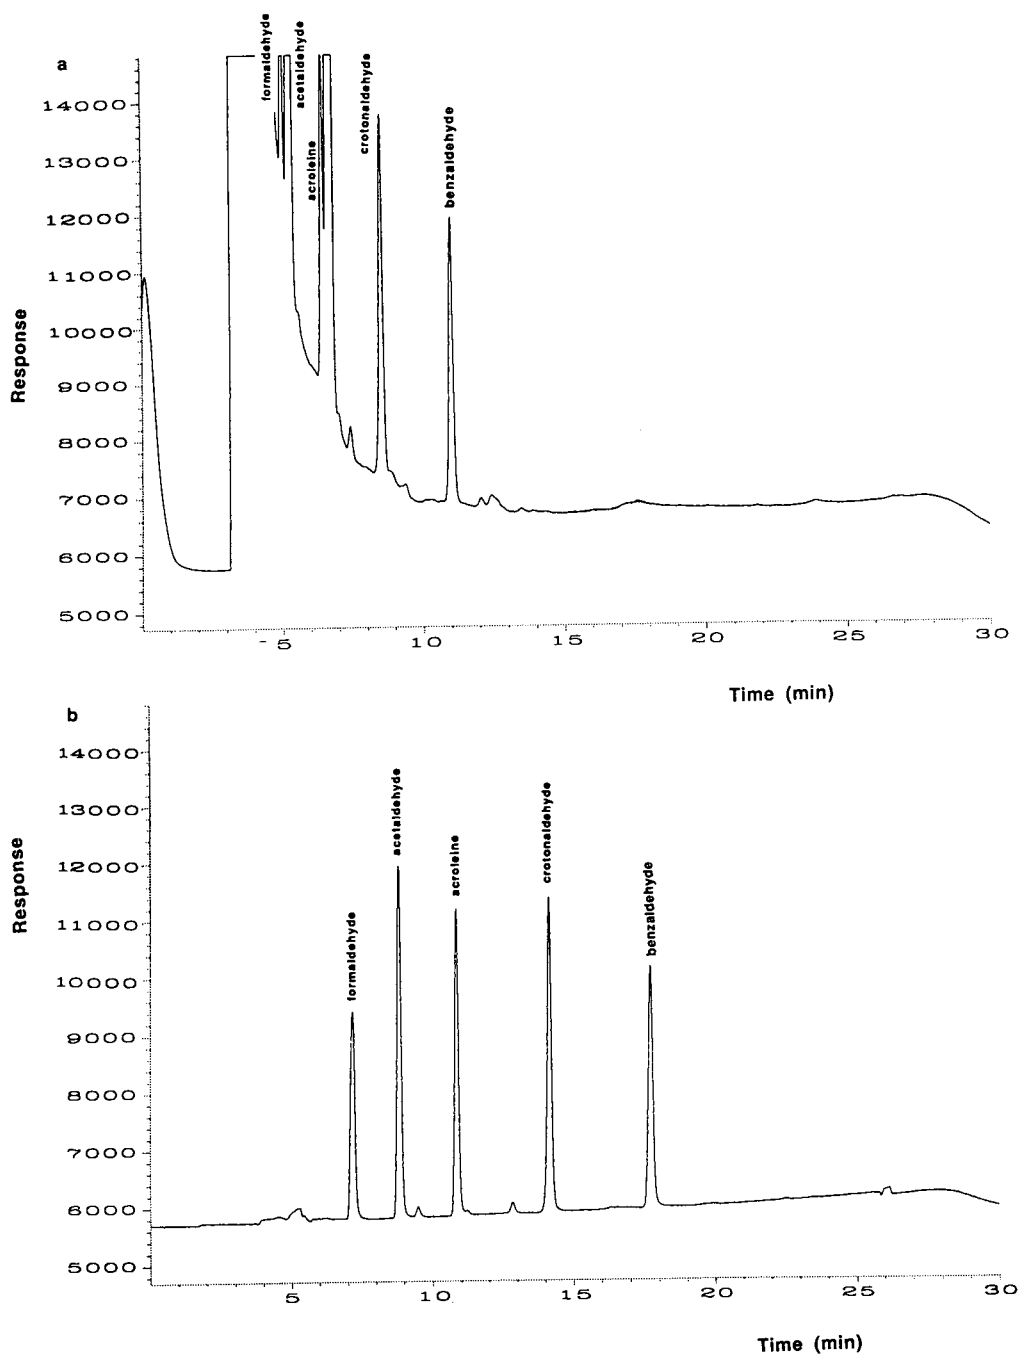 a
formaldehyde
acetaldehyde
acroleine
crotonaldehyde
benzaldehyde
14000
13000
12000
11000
10000
9000
8000
7000
6000
5000
Response
5 10 15 20 25 30
Time (min)
b
formaldehyde
acetaldehyde
acroleine
crotonaldehyde
benzaldehyde
14000
13000
12000
11000
10000
9000
8000
7000
6000
5000
Response
5 10 15 20 25 30
Time (min)